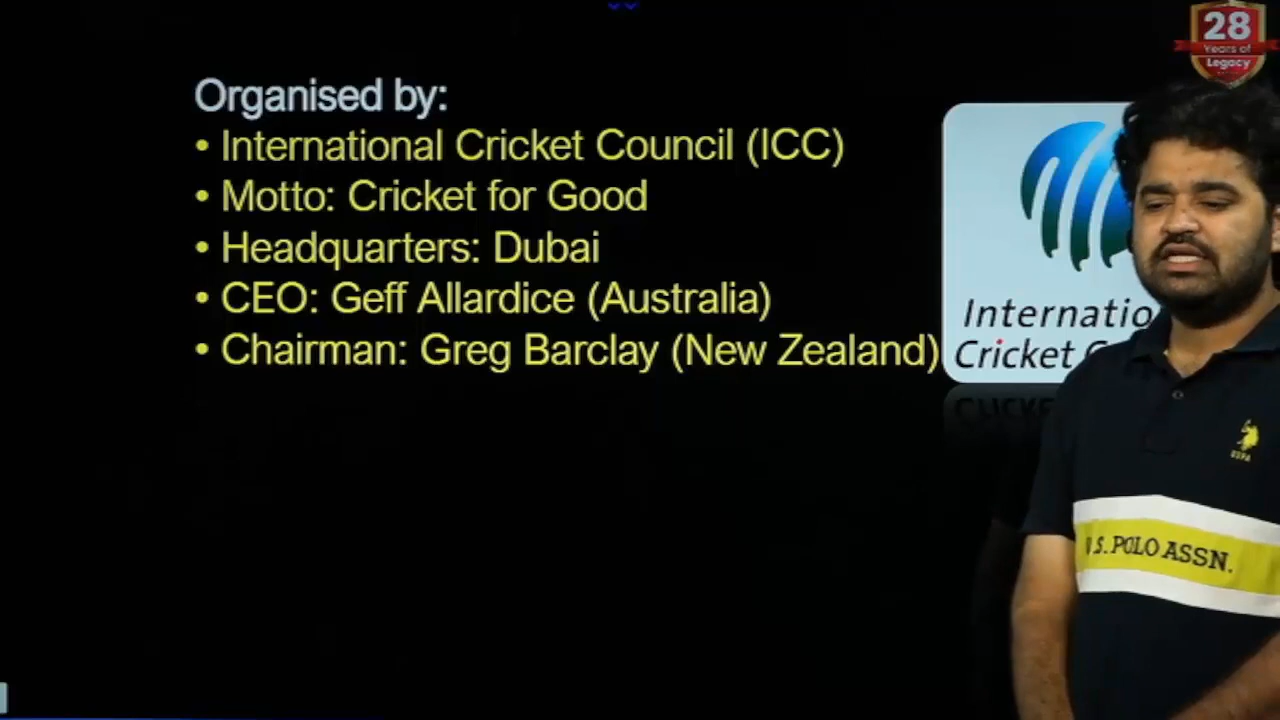 28
Years of
Legacy
Organised by:
• International Cricket Council (ICC)
• Motto: Cricket for Good
• Headquarters: Dubai
• CEO: Geff Allardice (Australia)
• Chairman: Greg Barclay (New Zealand)
Internatio
Cricket C
USPA
U.S. POLO ASSN.